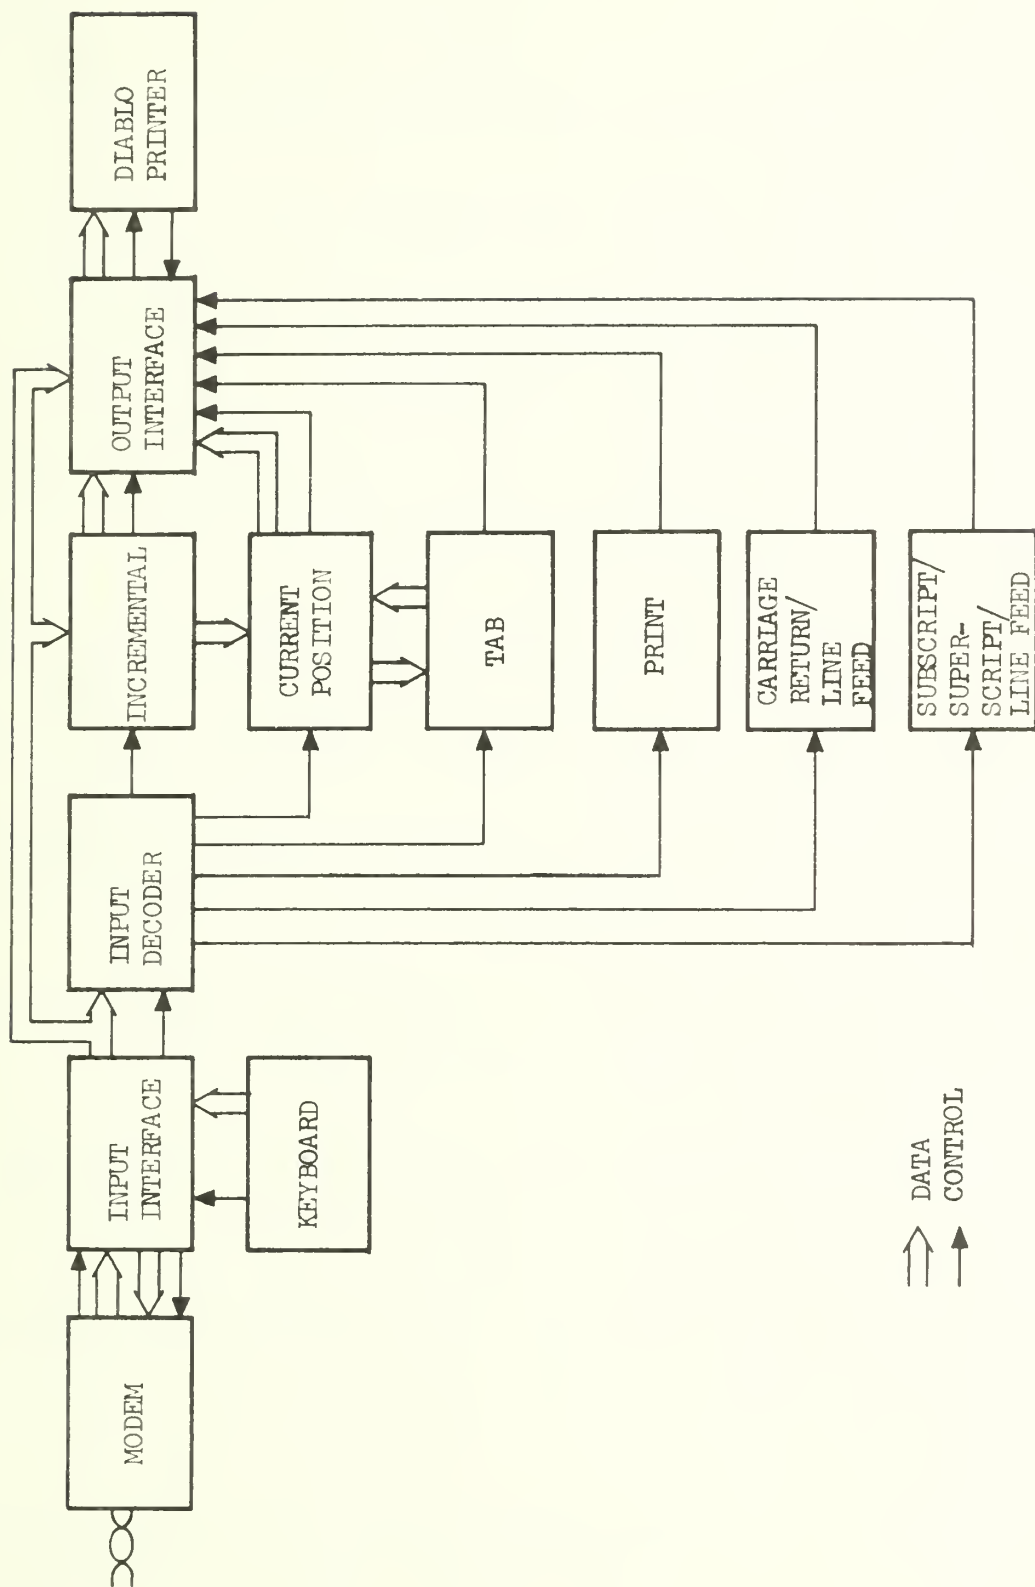 MODEM
INPUT
INTERFACE
KEYBOARD
INPUT
DECODER
INCREMENTAL
CURRENT
POSITION
TAB
PRINT
CARRIAGE
RETURN/
LINE
FEED
SUBSCRIPT/
SUPER-
SCRIPT/
LINE FEED
OUTPUT
INTERFACE
DIABLO
PRINTER
DATA
CONTROL